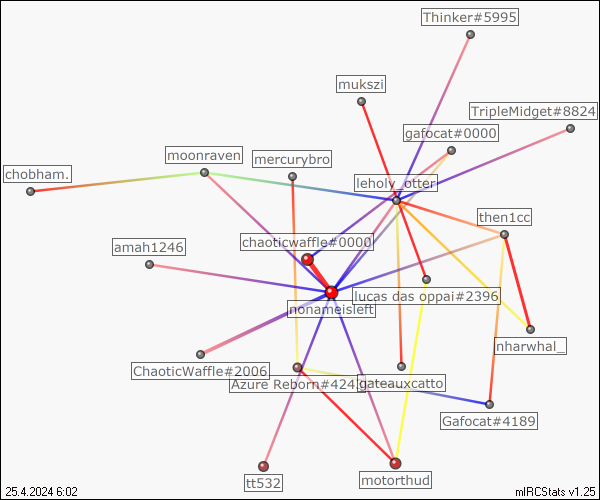 Thinker#5995
mukszi
TripleMidget#8824
gafocat#0000
moonraven
mercurybro
chobham.
leholy_otter
then1cc
amah1246
chaoticwaffle#0000
lucas das oppai#2396
nonameisleft
nharwhal_
ChaoticWaffle#2006
Azure Reborn#424
gateauxcatto
Gafocat#4189
tt532
motorthud
25.4.2024 6:02
mIRCStats v1.25